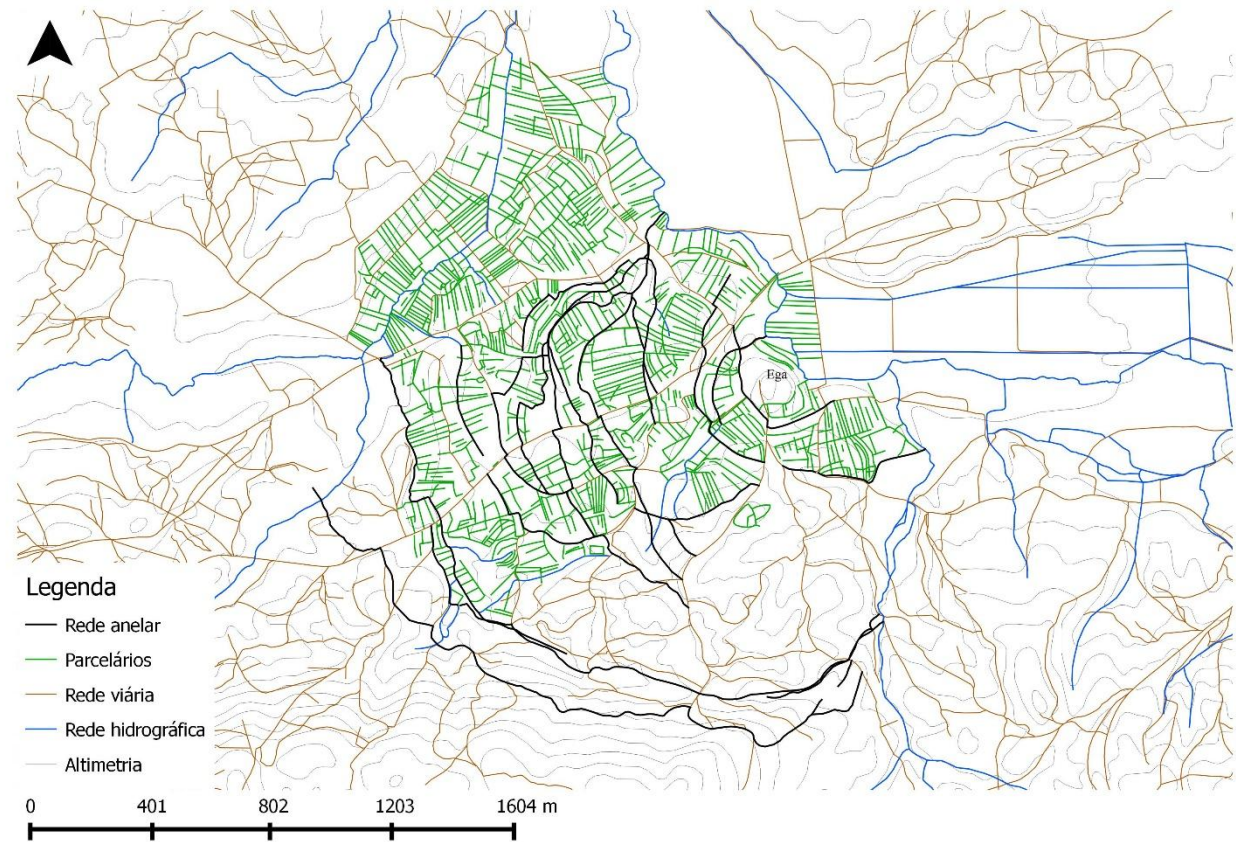 Ega
Legenda
Rede anelar
Parcelários
Rede viária
Rede hidrográfica
Altimetria
0 401 802 1203 1604 m